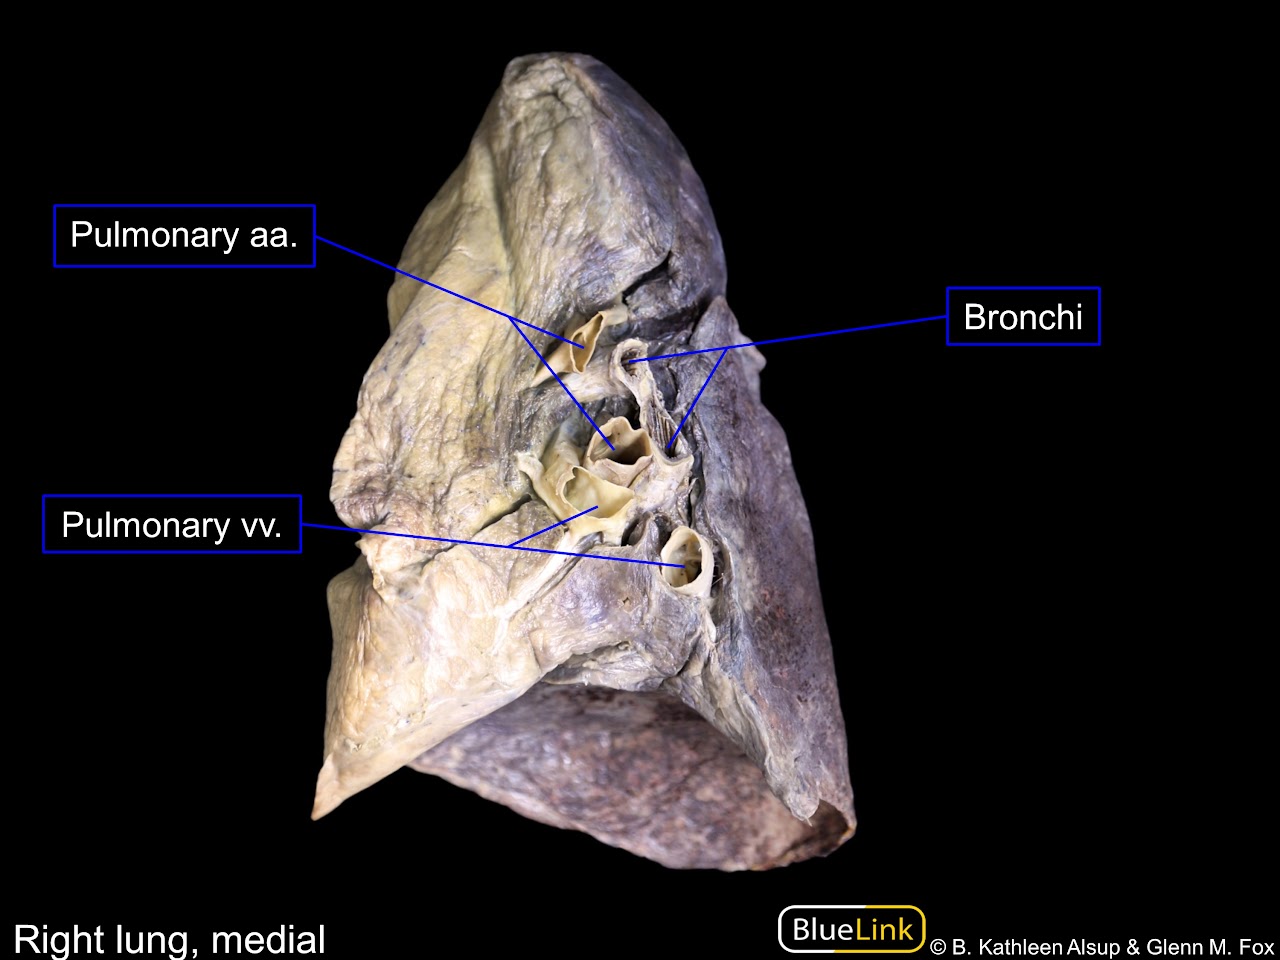 Pulmonary aa.
Bronchi
Pulmonary vv.
Right lung, medial
BlueLink
© B. Kathleen Alsup & Glenn M. Fox